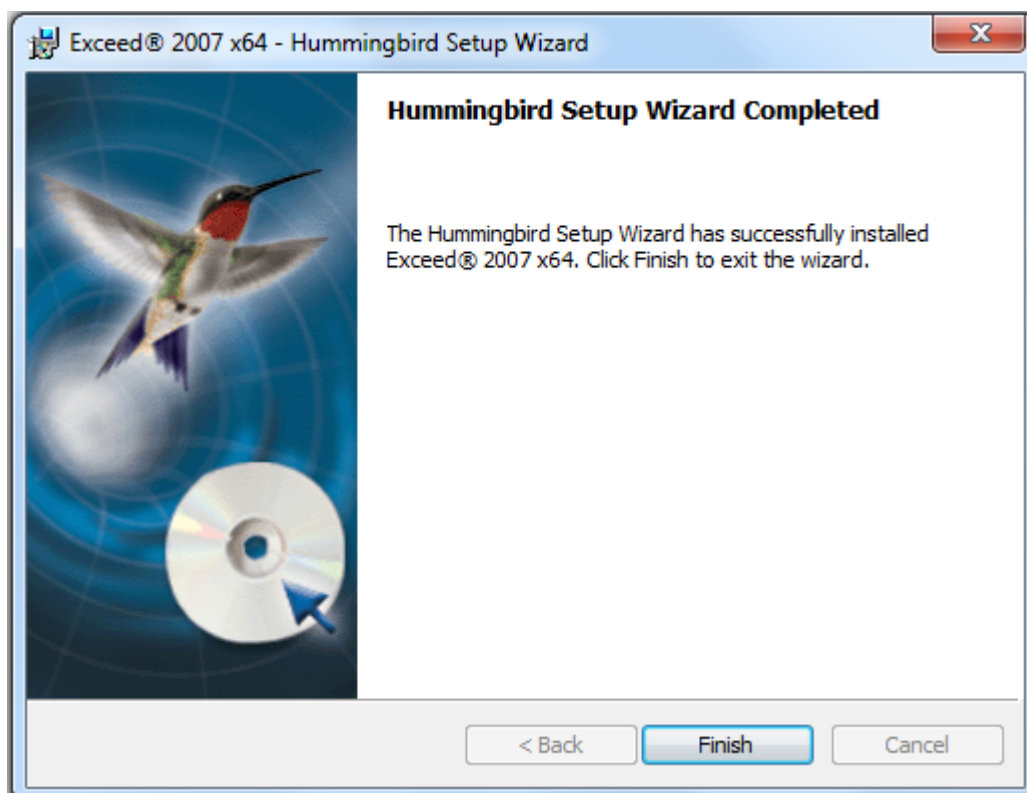 Exceed® 2007 x64 - Hummingbird Setup Wizard
Hummingbird Setup Wizard Completed
The Hummingbird Setup Wizard has successfully installed
Exceed® 2007 x64. Click Finish to exit the wizard.
< Back Finish Cancel